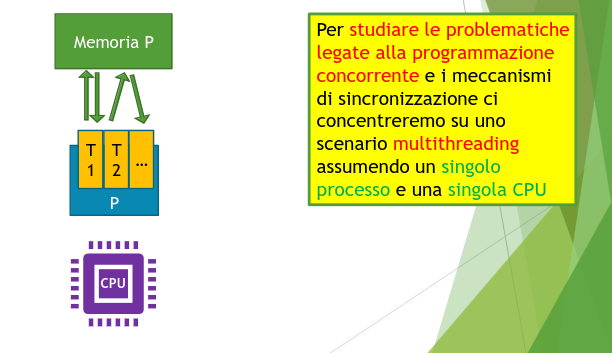 Memoria P
T
1
T
2
...
P
CPU
Per studiare le problematiche
legate alla programmazione
concorrente e i meccanismi
di sincronizzazione ci
concentreremo su uno
scenario multithreading
assumendo un singolo
processo e una singola CPU